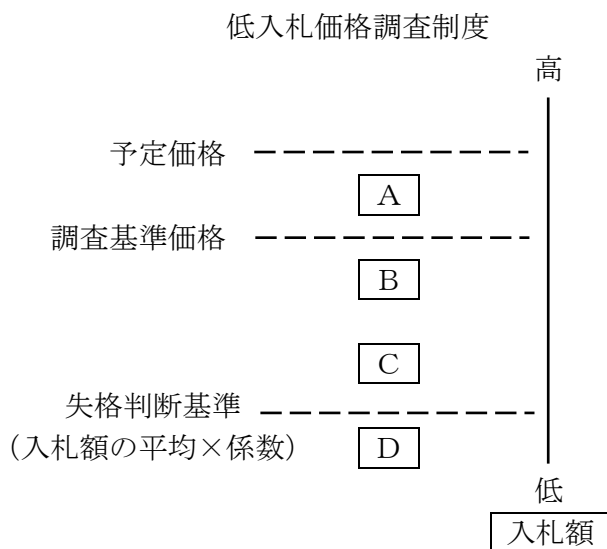 低入札価格調査制度
高
予定価格
A
調査基準価格
B
C
失格判断基準
(入札額の平均×係数)
D
低
入札額